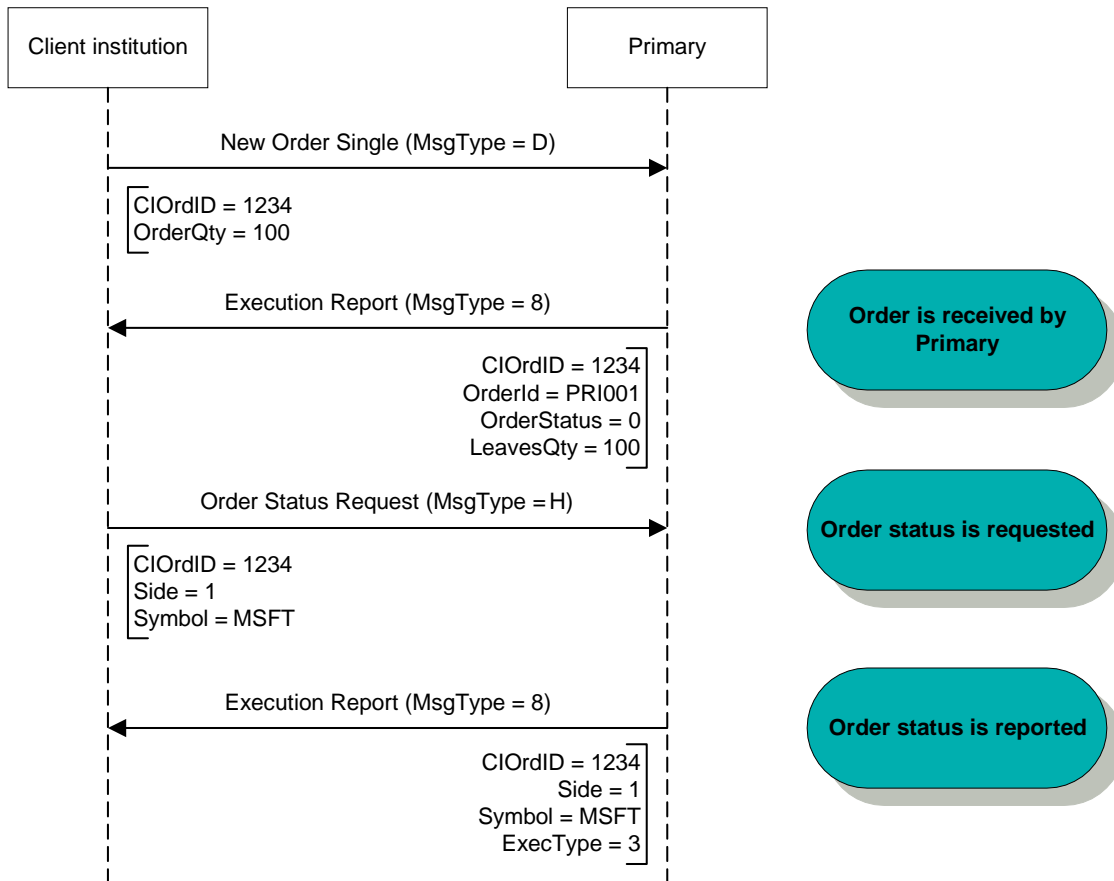 Client institution
Primary
New Order Single (MsgType = D)
ClOrdID = 1234
OrderQty = 100
Execution Report (MsgType = 8)
Order is received by
Primary
ClOrdID = 1234
OrderId = PRI001
OrderStatus = 0
LeavesQty = 100
Order Status Request (MsgType = H)
Order status is requested
ClOrdID = 1234
Side = 1
Symbol = MSFT
Execution Report (MsgType = 8)
Order status is reported
ClOrdID = 1234
Side = 1
Symbol = MSFT
ExecType = 3